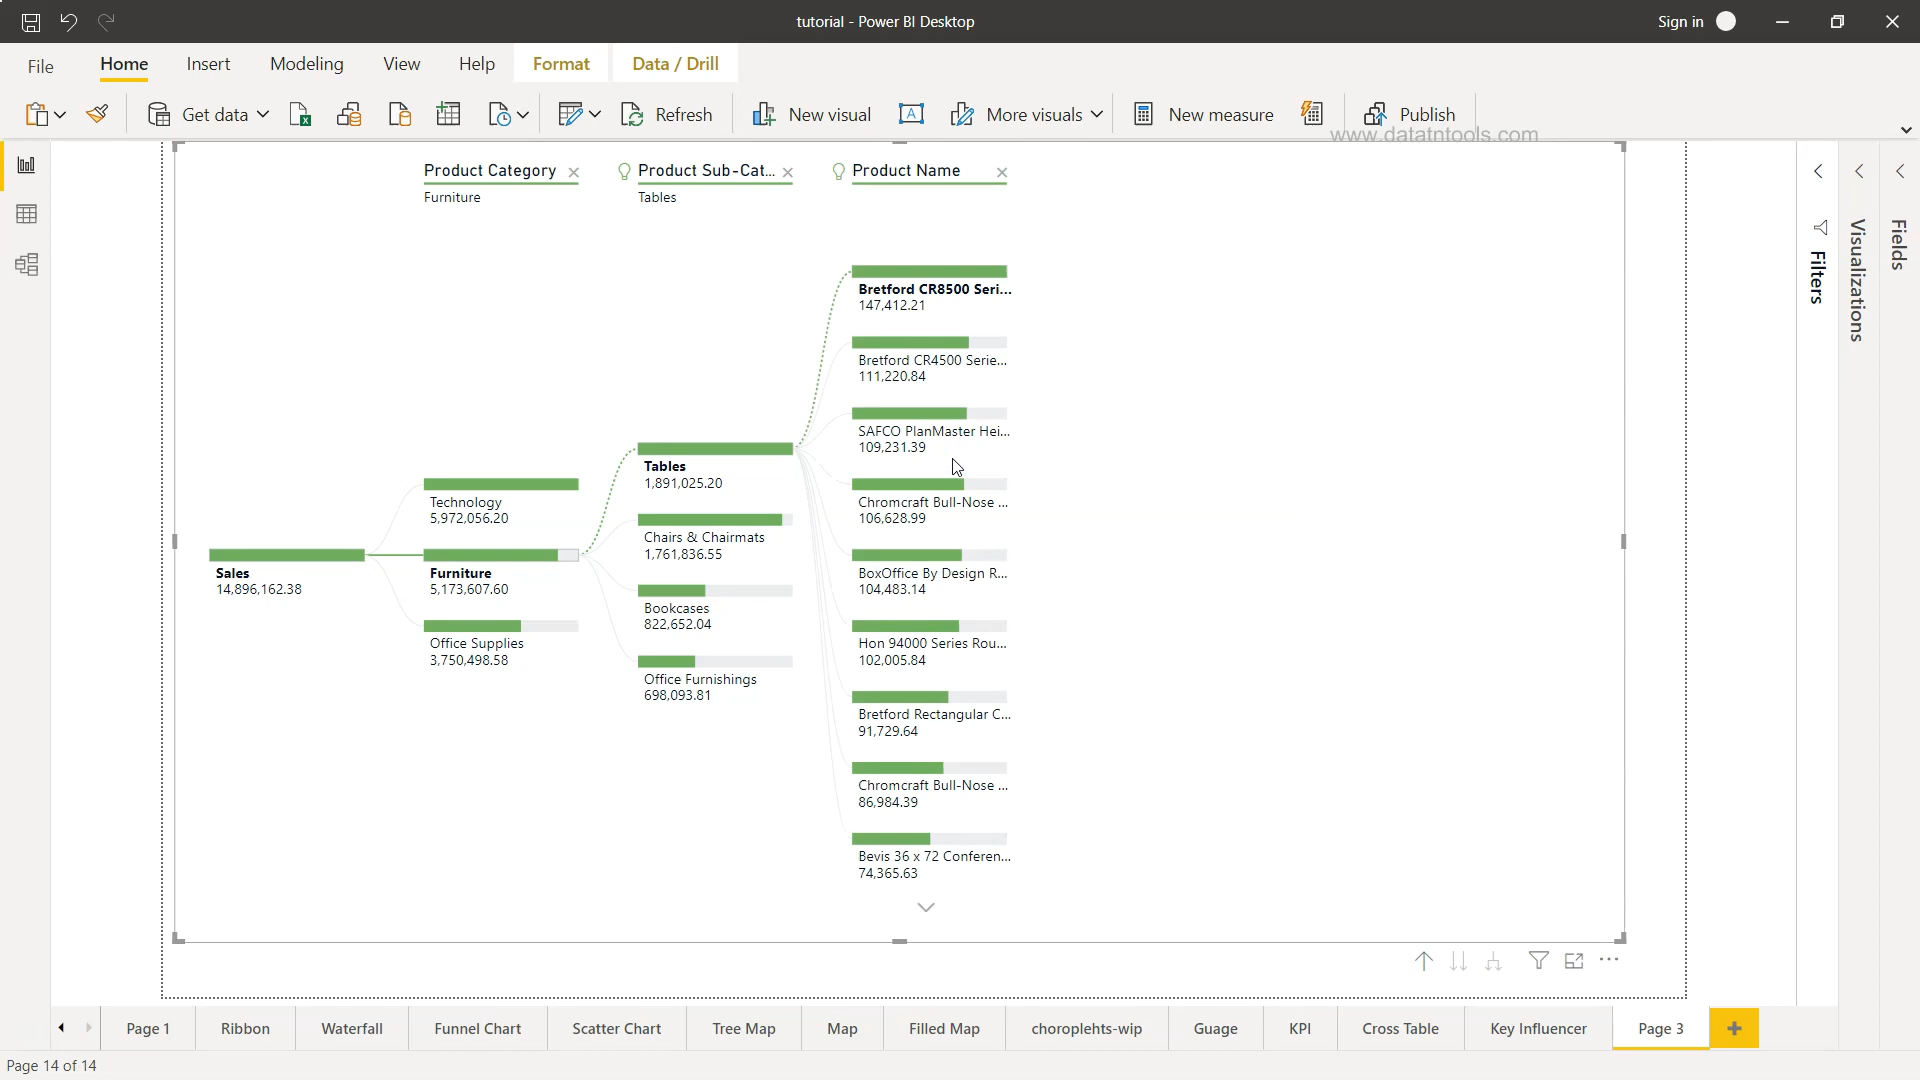 tutorial - Power BI Desktop
Sign in
File
Home
Insert
Modeling
View
Help
Format
Data / Drill
Get data
Refresh
New visual
More visuals
New measure
Publish
www.datatntools.com
Product Category
Product Sub-Cat...
Product Name
Furniture
Tables
Sales
14,896,162.38
Technology
5,972,056.20
Furniture
5,173,607.60
Office Supplies
3,750,498.58
Tables
1,891,025.20
Chairs & Chairmats
1,761,836.55
Bookcases
822,652.04
Office Furnishings
698,093.81
Bretford CR8500 Seri...
147,412.21
Bretford CR4500 Serie...
111,220.84
SAFCO PlanMaster Hei...
109,231.39
Chromcraft Bull-Nose ...
106,628.99
BoxOffice By Design R...
104,483.14
Hon 94000 Series Rou...
102,005.84
Bretford Rectangular C...
91,729.64
Chromcraft Bull-Nose ...
86,984.39
Bevis 36 x 72 Conferen...
74,365.63
Filters
Visualizations
Fields
Page 1
Ribbon
Waterfall
Funnel Chart
Scatter Chart
Tree Map
Map
Filled Map
choroplehts-wip
Guage
KPI
Cross Table
Key Influencer
Page 3
Page 14 of 14